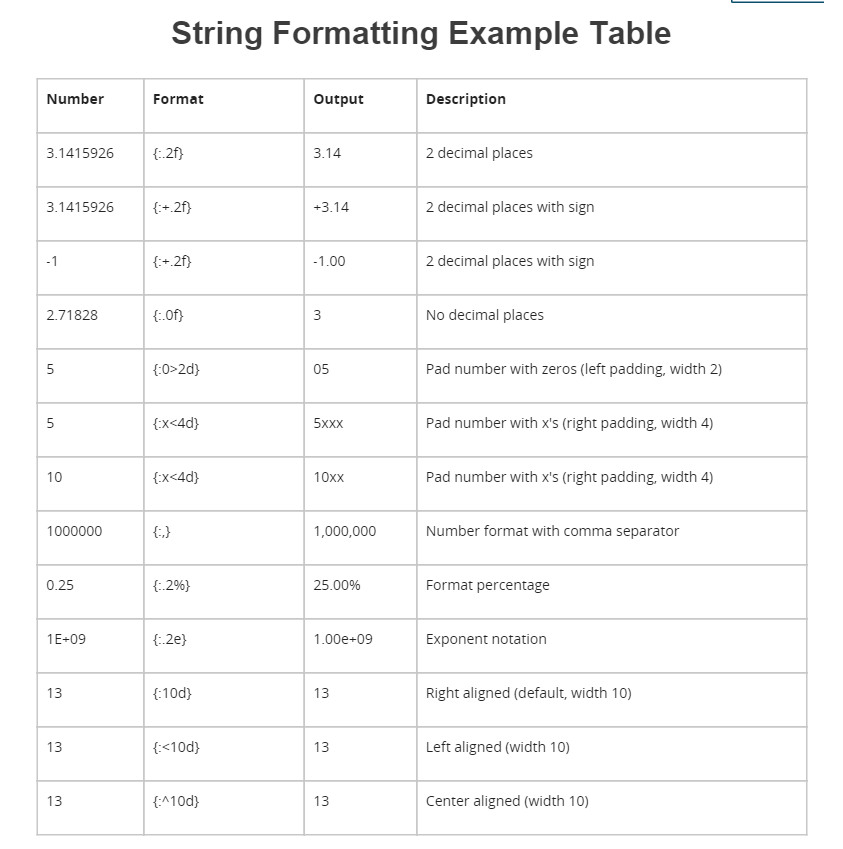 String Formatting Example Table
Number Format Output Description
3.1415926 {:.2f} 3.14 2 decimal places
3.1415926 {:+.2f} +3.14 2 decimal places with sign
-1 {:+.2f} -1.00 2 decimal places with sign
2.71828 {:.0f} 3 No decimal places
5 {:0>2d} 05 Pad number with zeros (left padding, width 2)
5 {:x<4d} 5xxx Pad number with x's (right padding, width 4)
10 {:x<4d} 10xx Pad number with x's (right padding, width 4)
1000000 {:,} 1,000,000 Number format with comma separator
0.25 {:.2%} 25.00% Format percentage
1E+09 {:.2e} 1.00e+09 Exponent notation
13 {:10d} 13 Right aligned (default, width 10)
13 {:<10d} 13 Left aligned (width 10)
13 {:^10d} 13 Center aligned (width 10)